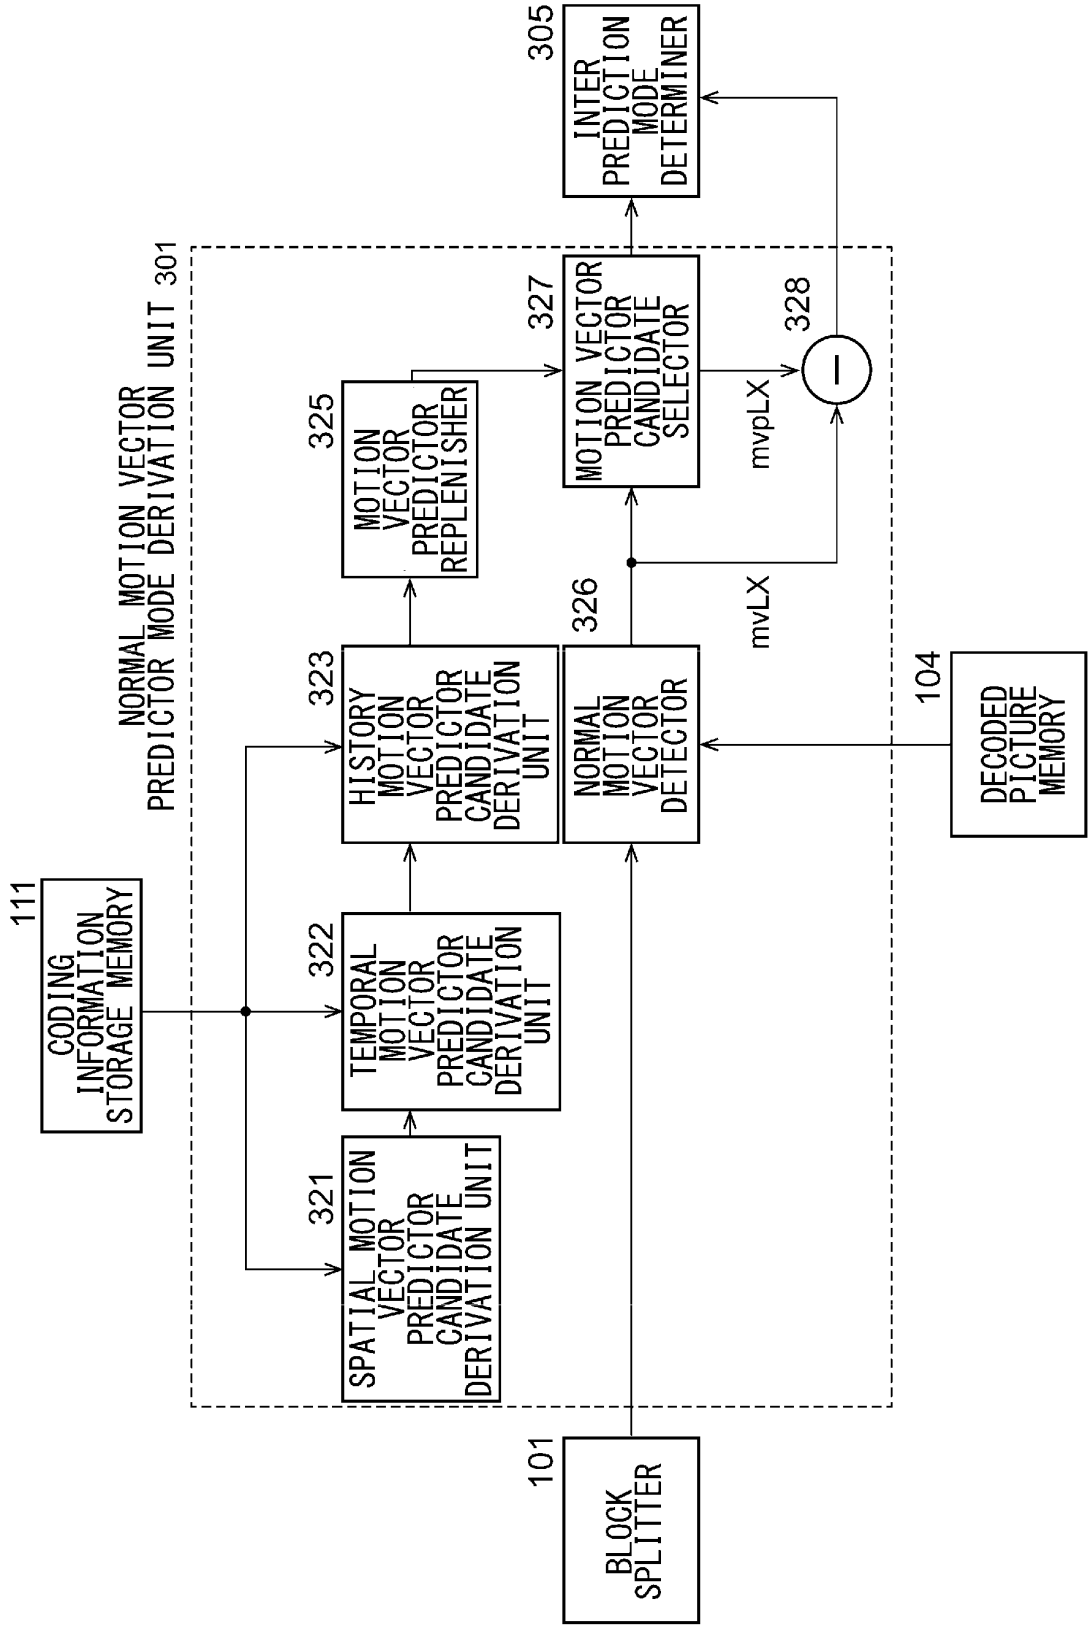 NORMAL MOTION VECTOR
PREDICTOR MODE DERIVATION UNIT 301
111
CODING
INFORMATION
STORAGE MEMORY
321
SPATIAL MOTION
VECTOR
PREDICTOR
CANDIDATE
DERIVATION UNIT
322
TEMPORAL
MOTION
VECTOR
PREDICTOR
CANDIDATE
DERIVATION
UNIT
323
HISTORY
MOTION
VECTOR
PREDICTOR
CANDIDATE
DERIVATION
UNIT
325
MOTION
VECTOR
PREDICTOR
REPLENISHER
101
BLOCK
SPLITTER
326
NORMAL
MOTION
VECTOR
DETECTOR
327
MOTION VECTOR
PREDICTOR
CANDIDATE
SELECTOR
305
INTER
PREDICTION
MODE
DETERMINER
mvLX
mvpLX
328
−
104
DECODED
PICTURE
MEMORY